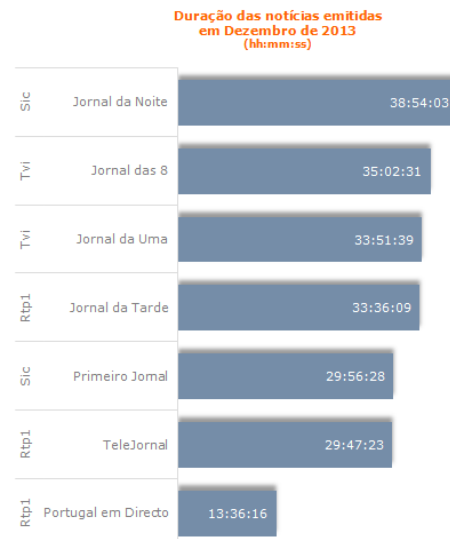 Duração das notícias emitidas
em Dezembro de 2013
(hh:mm:ss)
Sic Jornal da Noite 38:54:03
Tvi Jornal das 8 35:02:31
Tvi Jornal da Uma 33:51:39
Rtp1 Jornal da Tarde 33:36:09
Sic Primeiro Jornal 29:56:28
Rtp1 TeleJornal 29:47:23
Rtp1 Portugal em Directo 13:36:16